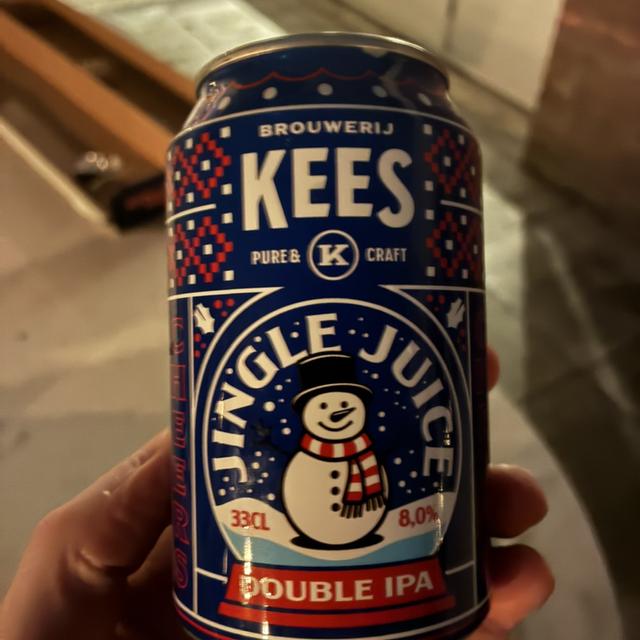 BROUWERIJ
KEES
PURE & K CRAFT
JINGLE JUICE
33CL 8,0%
DOUBLE IPA